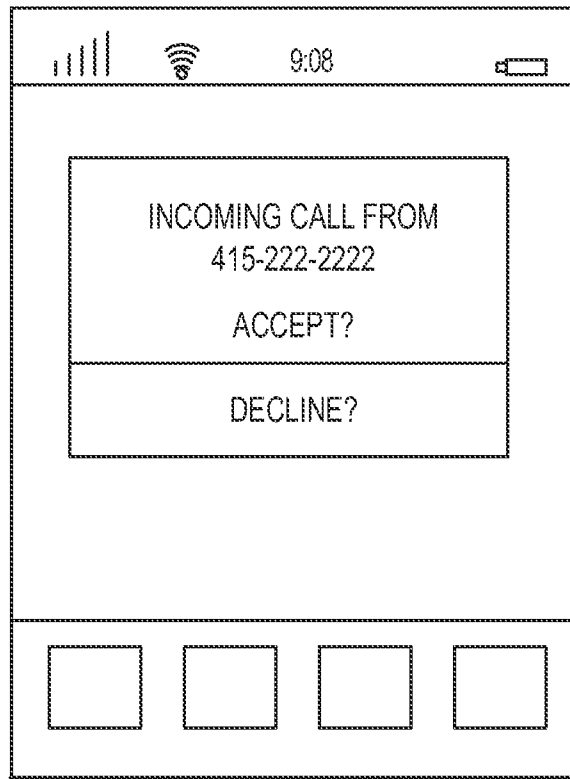 9:08
INCOMING CALL FROM
415-222-2222
ACCEPT?
DECLINE?